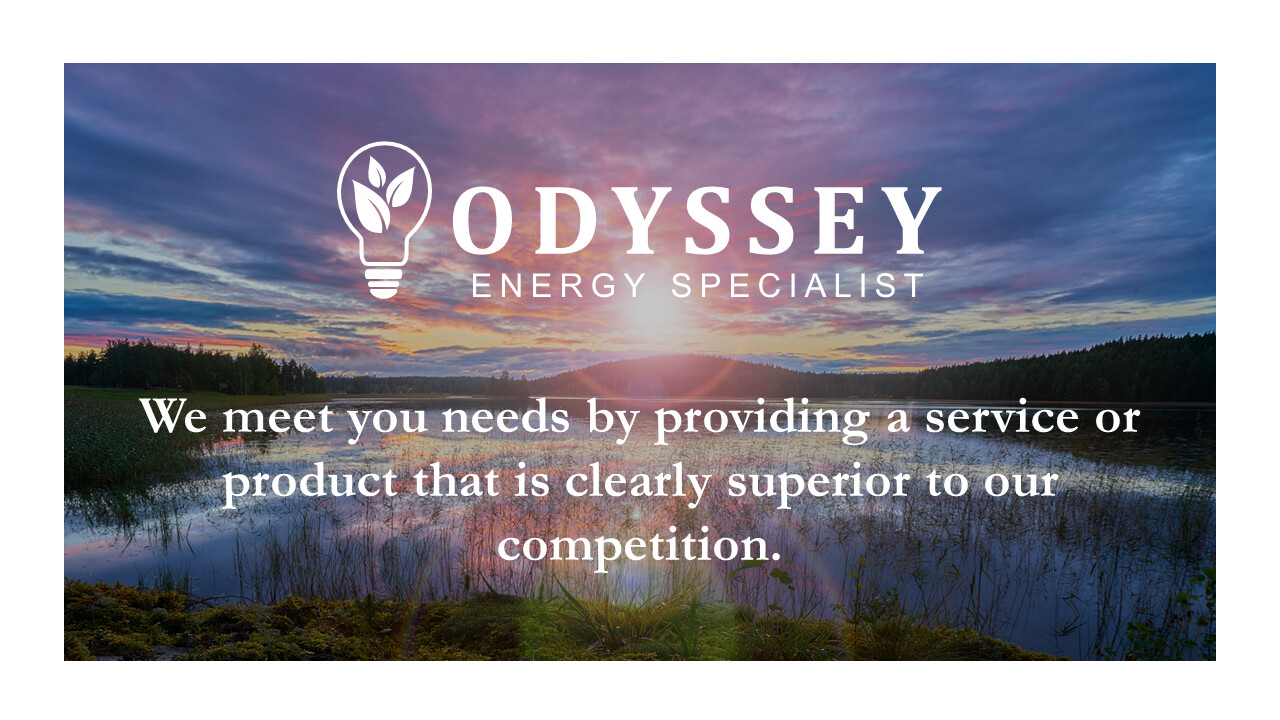 ODYSSEY
ENERGY SPECIALIST
We meet you needs by providing a service or
product that is clearly superior to our
competition.